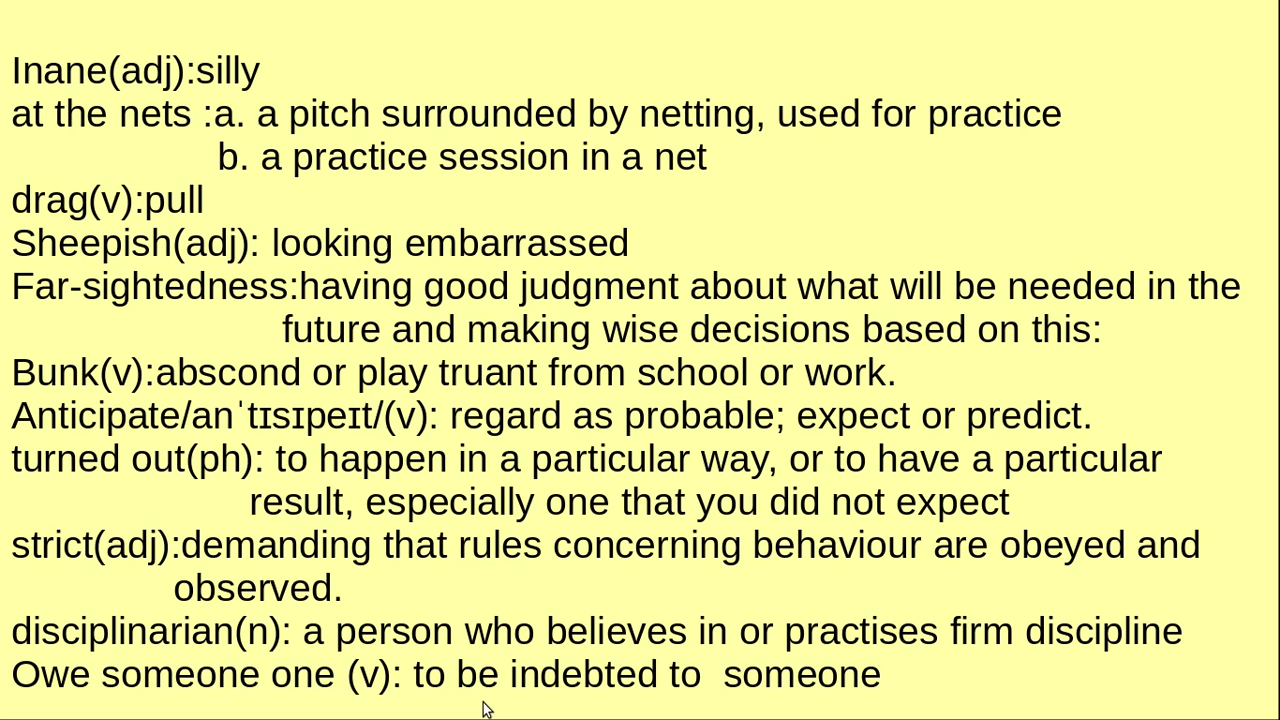 Inane(adj):silly
at the nets :a. a pitch surrounded by netting, used for practice
b. a practice session in a net
drag(v):pull
Sheepish(adj): looking embarrassed
Far-sightedness:having good judgment about what will be needed in the
future and making wise decisions based on this:
Bunk(v):abscond or play truant from school or work.
Anticipate/anˈtɪsɪpeɪt/(v): regard as probable; expect or predict.
turned out(ph): to happen in a particular way, or to have a particular
result, especially one that you did not expect
strict(adj):demanding that rules concerning behaviour are obeyed and
observed.
disciplinarian(n): a person who believes in or practises firm discipline
Owe someone one (v): to be indebted to  someone